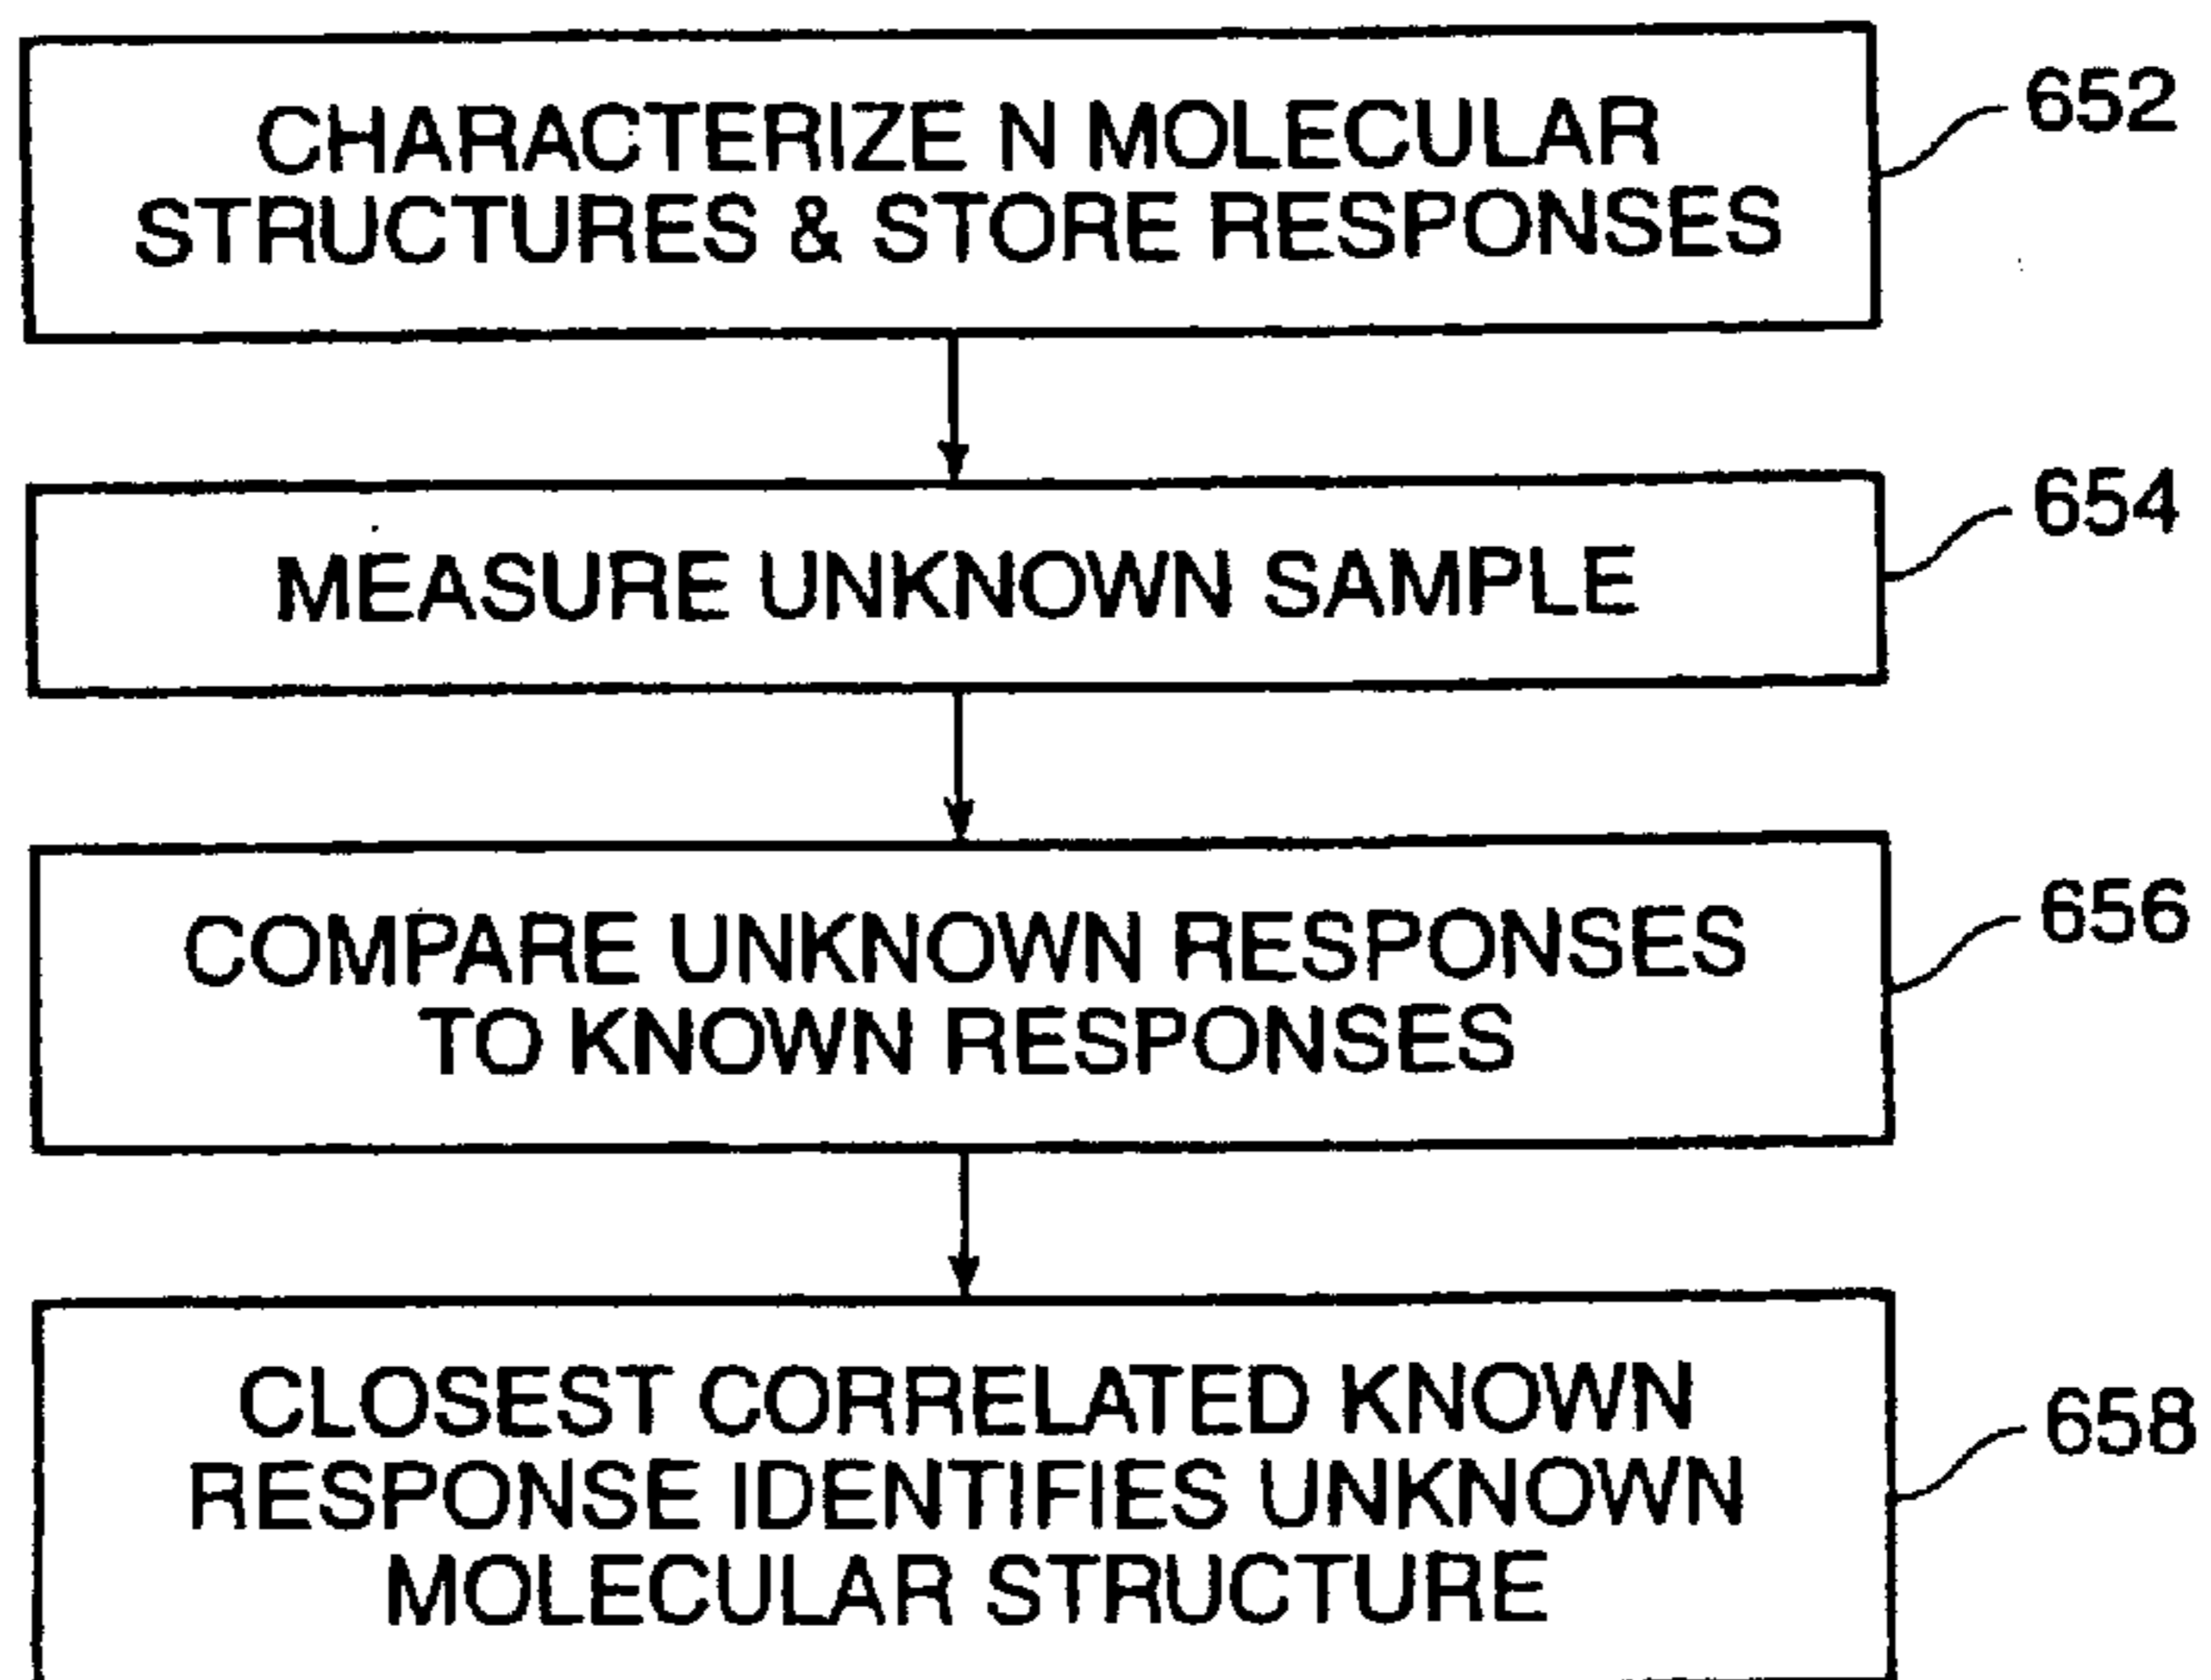 CHARACTERIZE N MOLECULAR
STRUCTURES & STORE RESPONSES
652
MEASURE UNKNOWN SAMPLE
654
COMPARE UNKNOWN RESPONSES
TO KNOWN RESPONSES
656
CLOSEST CORRELATED KNOWN
RESPONSE IDENTIFIES UNKNOWN
MOLECULAR STRUCTURE
658